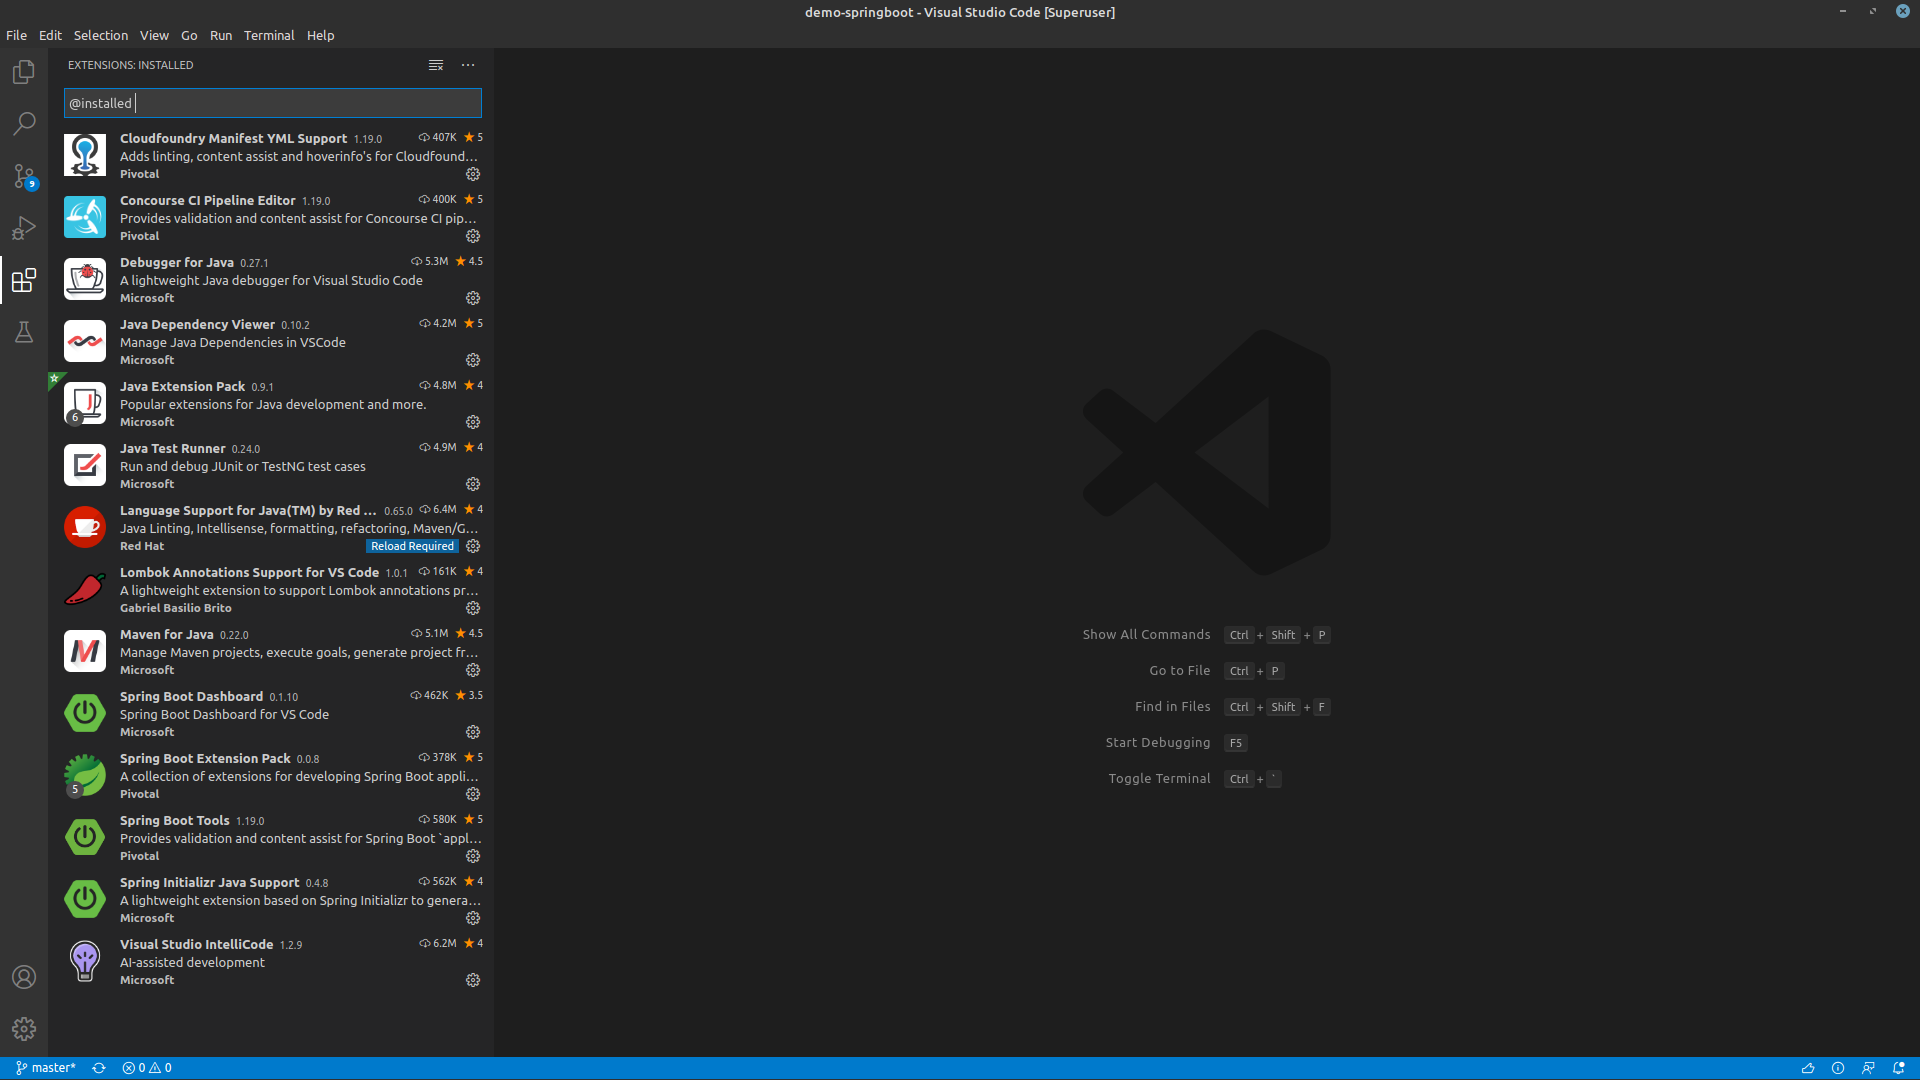 demo-springboot - Visual Studio Code [Superuser]
File Edit Selection View Go Run Terminal Help
EXTENSIONS: INSTALLED
@installed
Cloudfoundry Manifest YML Support 1.19.0 407K 5
Adds linting, content assist and hoverinfo's for Cloudfound...
Pivotal
Concourse CI Pipeline Editor 1.19.0 400K 5
Provides validation and content assist for Concourse CI pip...
Pivotal
Debugger for Java 0.27.1 5.3M 4.5
A lightweight Java debugger for Visual Studio Code
Microsoft
Java Dependency Viewer 0.10.2 4.2M 5
Manage Java Dependencies in VSCode
Microsoft
Java Extension Pack 0.9.1 4.8M 4
Popular extensions for Java development and more.
6
Microsoft
Java Test Runner 0.24.0 4.9M 4
Run and debug JUnit or TestNG test cases
Microsoft
Language Support for Java(TM) by Red ... 0.65.0 6.4M 4
Java Linting, Intellisense, formatting, refactoring, Maven/G...
Red Hat Reload Required
Lombok Annotations Support for VS Code 1.0.1 161K 4
A lightweight extension to support Lombok annotations pr...
Gabriel Basilio Brito
Maven for Java 0.22.0 5.1M 4.5
Manage Maven projects, execute goals, generate project fr...
Microsoft
Spring Boot Dashboard 0.1.10 462K 3.5
Spring Boot Dashboard for VS Code
Microsoft
Spring Boot Extension Pack 0.0.8 378K 5
A collection of extensions for developing Spring Boot appli...
5
Pivotal
Spring Boot Tools 1.19.0 580K 5
Provides validation and content assist for Spring Boot `appl...
Pivotal
Spring Initializr Java Support 0.4.8 562K 4
A lightweight extension based on Spring Initializr to genera...
Microsoft
Visual Studio IntelliCode 1.2.9 6.2M 4
AI-assisted development
Microsoft
9
Show All Commands Ctrl + Shift + P
Go to File Ctrl + P
Find in Files Ctrl + Shift + F
Start Debugging F5
Toggle Terminal Ctrl + `
master* 0 0